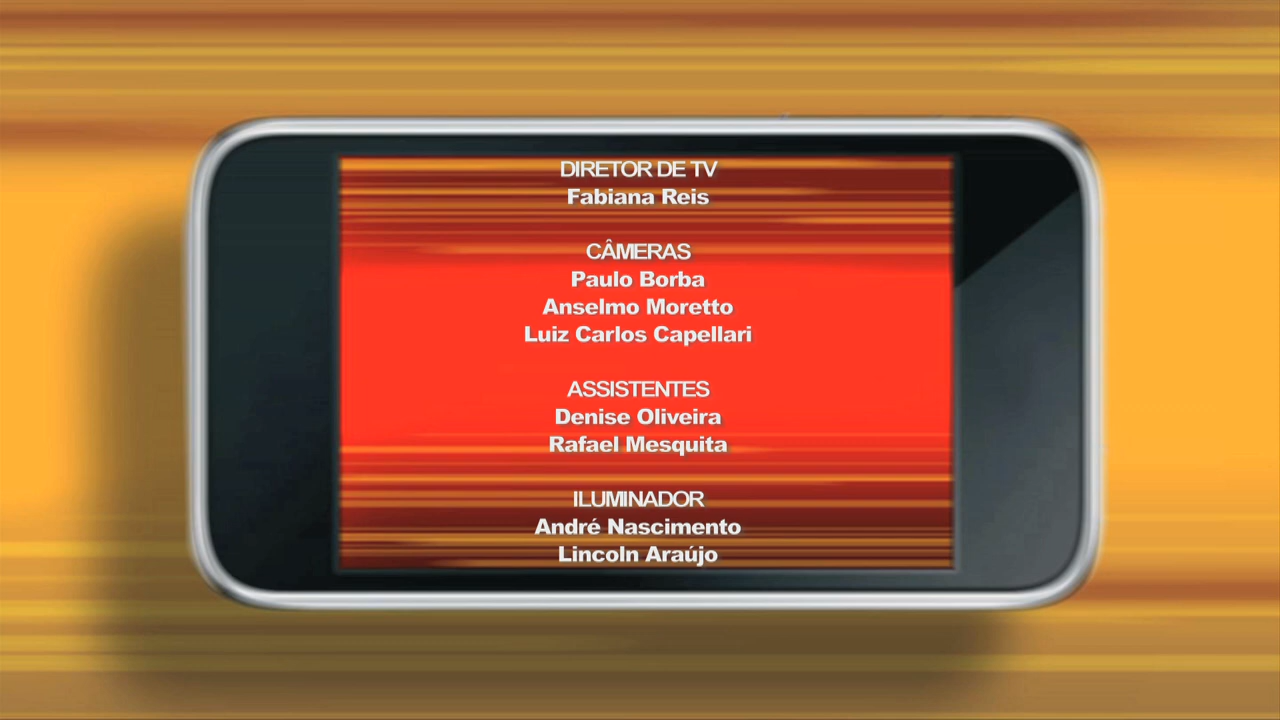 DIRETOR DE TV
Fabiana Reis
CÂMERAS
Paulo Borba
Anselmo Moretto
Luiz Carlos Capellari
ASSISTENTES
Denise Oliveira
Rafael Mesquita
ILUMINADOR
André Nascimento
Lincoln Araújo